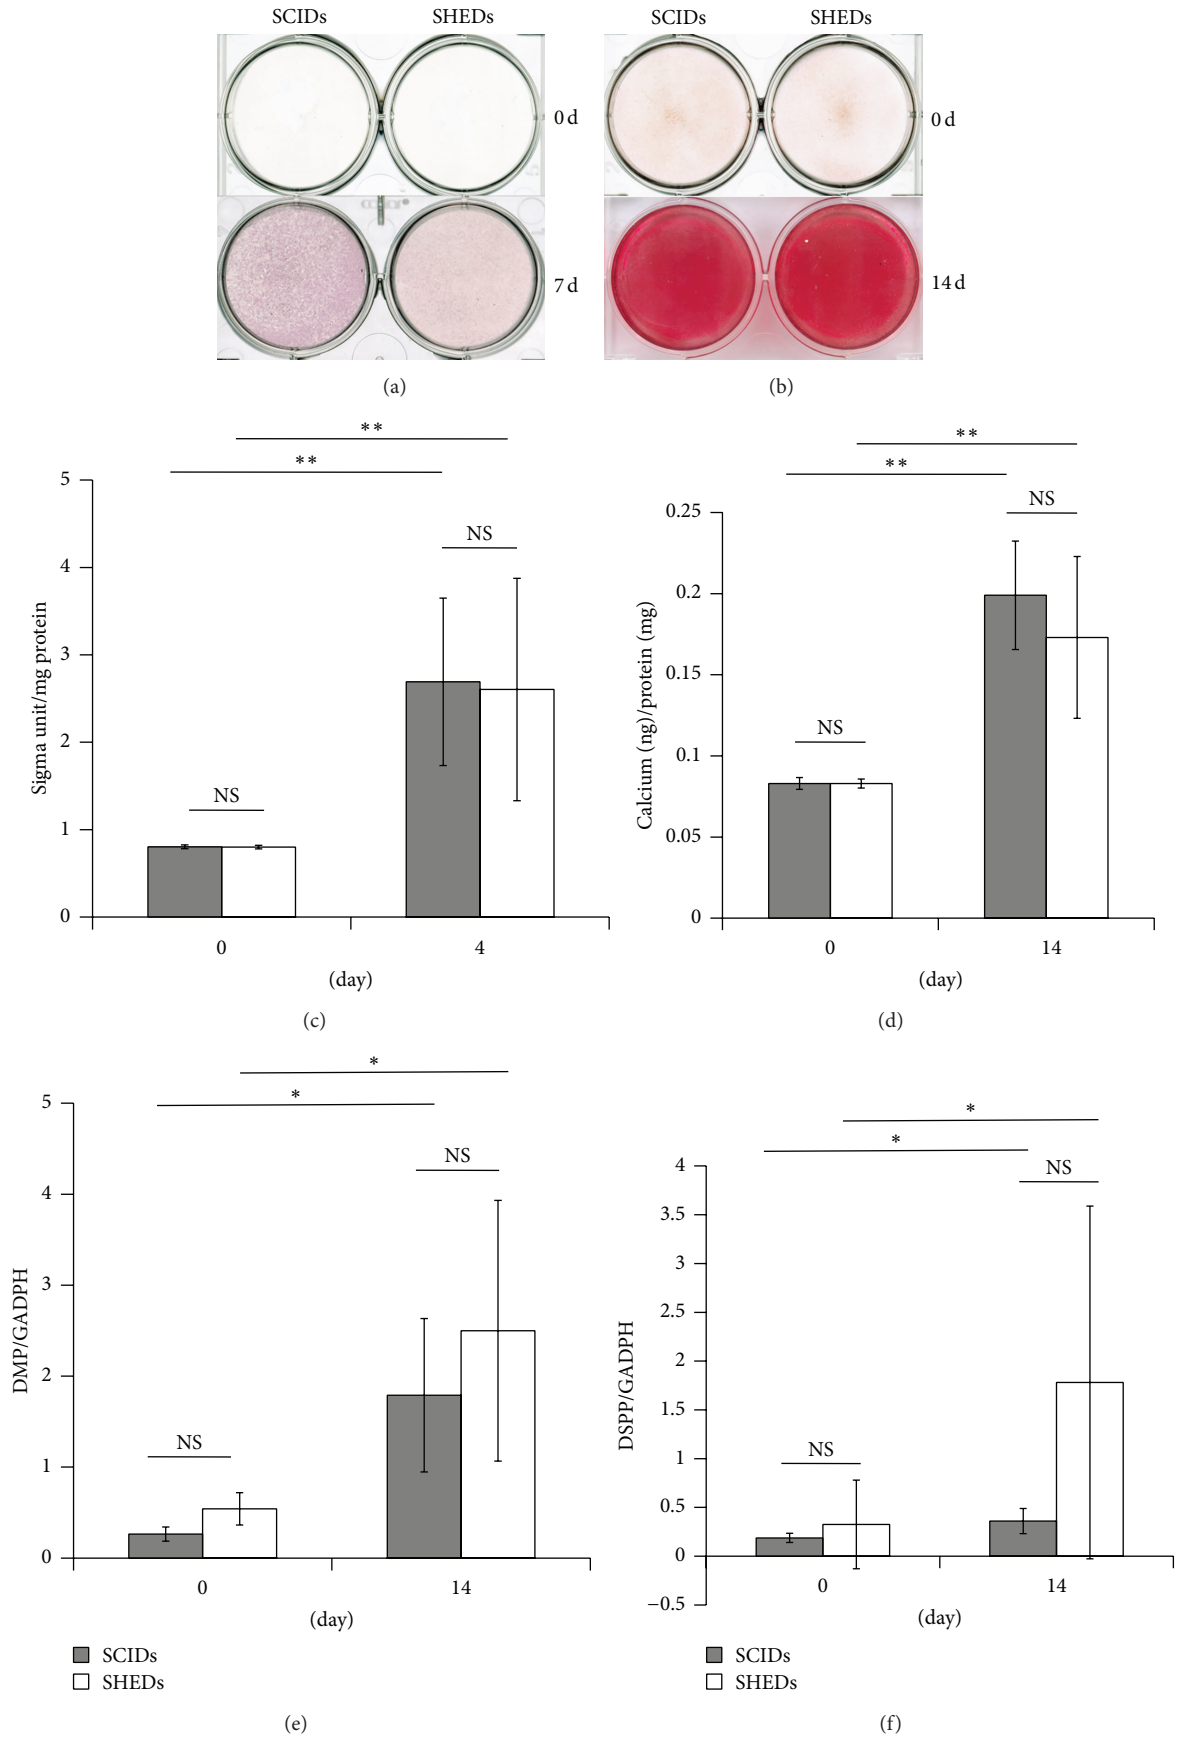 SCIDs SHEDs
0 d
7 d
(a)
SCIDs SHEDs
0 d
14 d
(b)
**
**
5
4
3
2
1
0
NS
NS
Sigma unit/mg protein
0 4
(day)
(c)
**
**
0.25
0.2
0.15
0.1
0.05
0
NS
NS
Calcium (ng)/protein (mg)
0 14
(day)
(d)
*
*
5
4
3
2
1
0
NS
NS
DMP/GADPH
0 14
(day)
SCIDs
SHEDs
(e)
*
*
4
3.5
3
2.5
2
1.5
1
0.5
0
−0.5
NS
NS
DSPP/GADPH
0 14
(day)
SCIDs
SHEDs
(f)